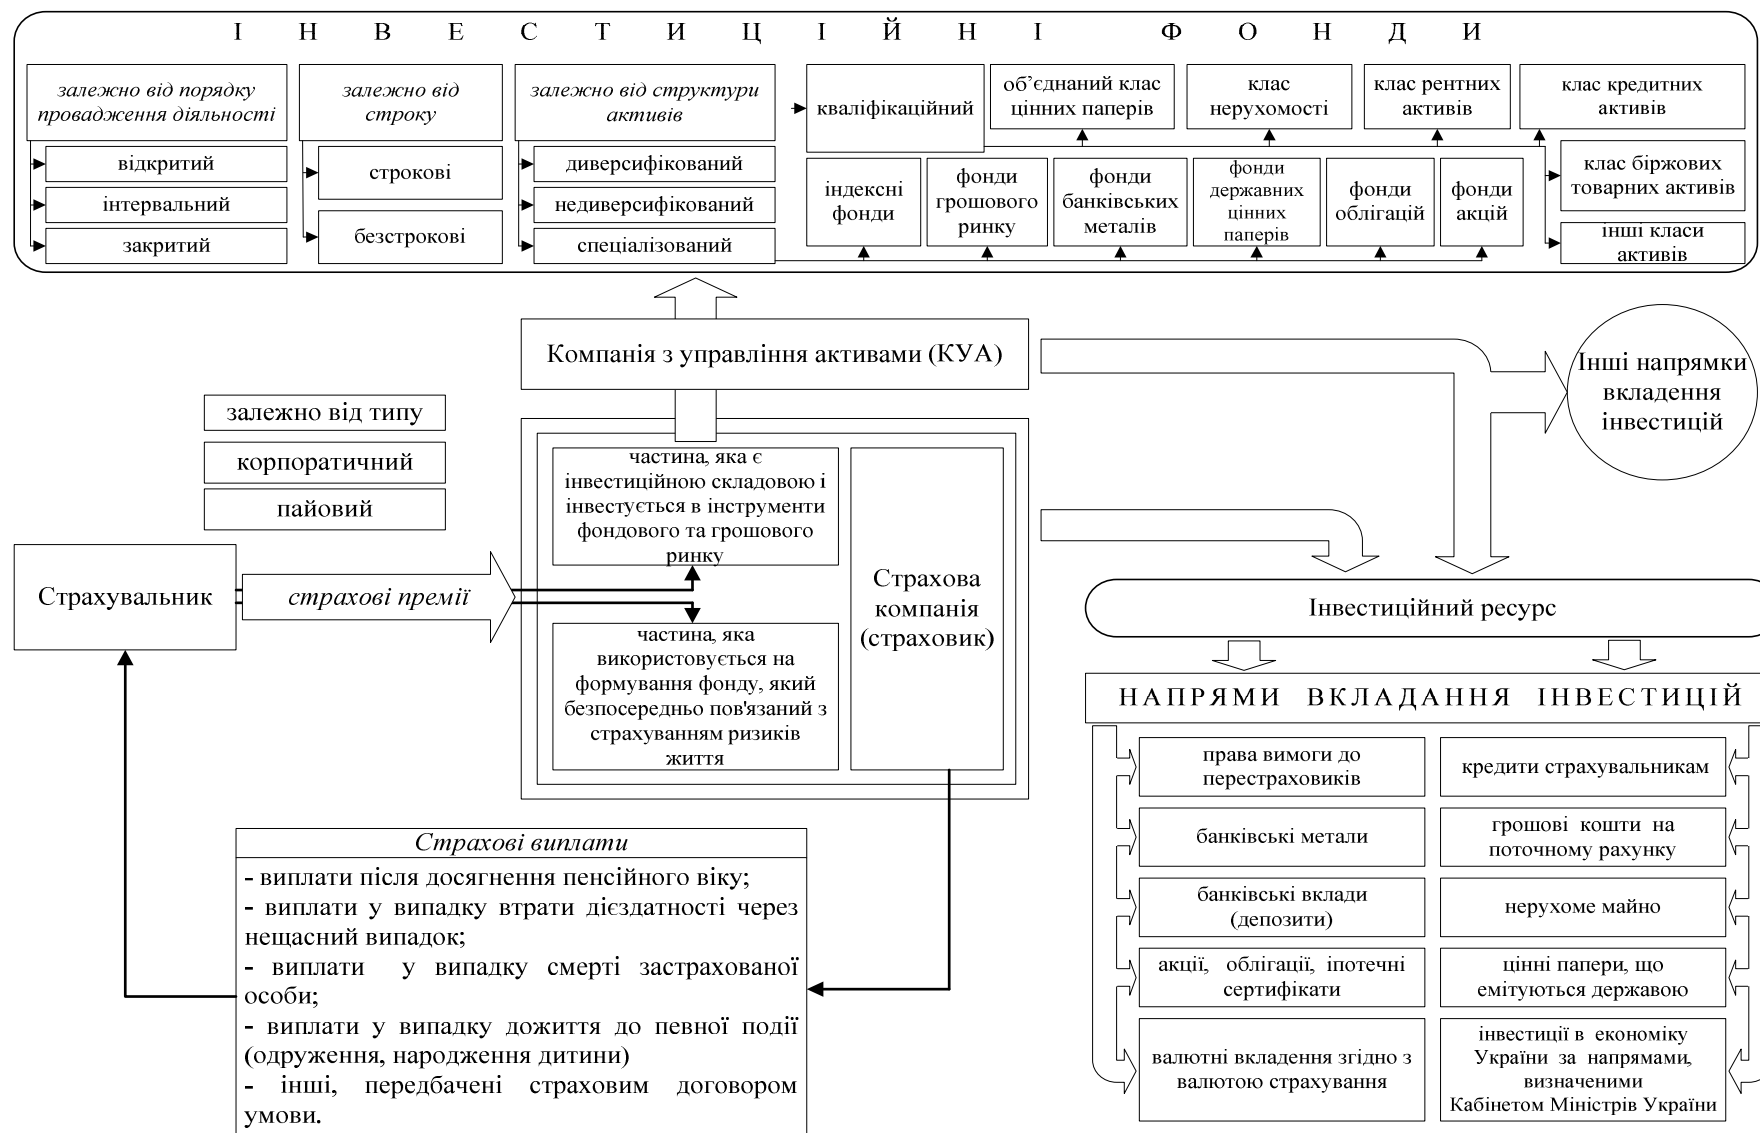 ІНВЕСТИЦІЙНІ ФОНДИ
залежно від порядку
провадження діяльності
відкритий
інтервальний
закритий
залежно від
строку
строкові
безстрокові
залежно від структури
активів
диверсифікований
недиверсифікований
спеціалізований
кваліфікаційний
об’єднаний клас
цінних паперів
клас
нерухомості
клас рентних
активів
клас кредитних
активів
клас біржових
товарних активів
інші класи
активів
індексні
фонди
фонди
грошового
ринку
фонди
банківських
металів
фонди
державних
цінних
паперів
фонди
облігацій
фонди
акцій
Компанія з управління активами (КУА)
Інші напрямки
вкладення
інвестицій
залежно від типу
корпоратичний
пайовий
частина, яка є
інвестиційною складовою і
інвестується в інструменти
фондового та грошового
ринку
Страхувальник
страхові премії
Страхова
компанія
(страховик)
частина, яка
використовується на
формування фонду, який
безпосередньо пов'язаний з
страхуванням ризиків
життя
Інвестиційний ресурс
НАПРЯМИ ВКЛАДАННЯ ІНВЕСТИЦІЙ
права вимоги до
перестраховиків
кредити страхувальникам
банківські метали
грошові кошти на
поточному рахунку
банківські вклади
(депозити)
нерухоме майно
акції, облігації, іпотечні
сертифікати
цінні папери, що
емітуються державою
валютні вкладення згідно з
валютою страхування
інвестиції в економіку
України за напрямами,
визначеними
Кабінетом Міністрів України
Страхові виплати
- виплати після досягнення пенсійного віку;
- виплати у випадку втрати дієздатності через
нещасний випадок;
- виплати у випадку смерті застрахованої
особи;
- виплати у випадку дожиття до певної події
(одруження, народження дитини)
- інші, передбачені страховим договором
умови.